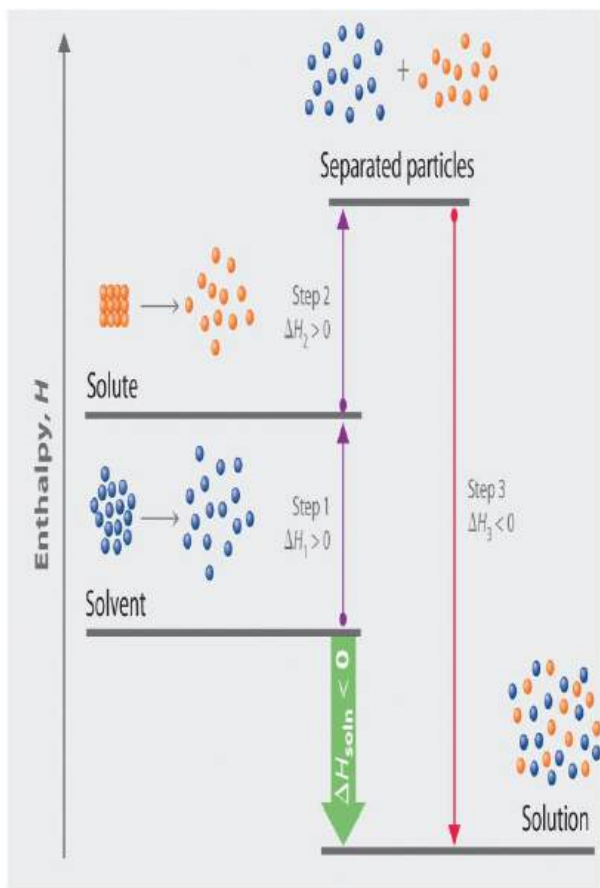 +
Separated particles
Step 2
ΔH₂ > 0
Solute
Enthalpy, H
Step 1
ΔH₁ > 0
Step 3
ΔH₃ < 0
Solvent
ΔHsoln < 0
Solution